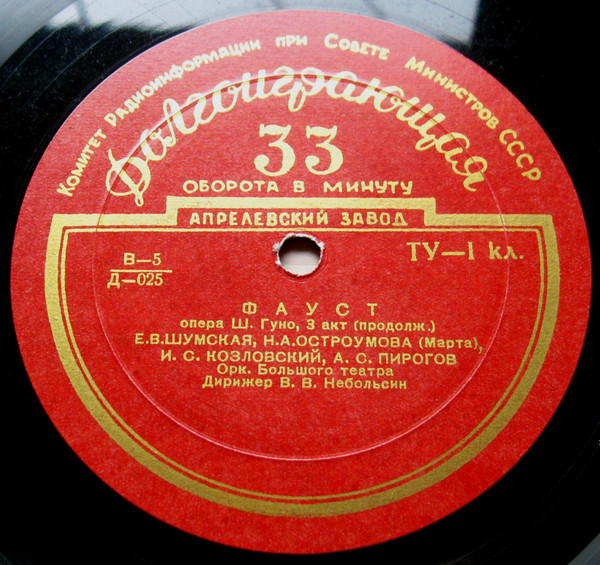 Комитет Радиоинформации при Совете Министров СССР
Долгоиграющая
33
ОБОРОТА В МИНУТУ
АПРЕЛЕВСКИЙ ЗАВОД
В—5
Д—025
ТУ—1 кл.
ФАУСТ
опера Ш. Гуно, 3 акт (продолж.)
Е.В.ШУМСКАЯ, Н.А.ОСТРОУМОВА (Марта),
И. С. КОЗЛОВСКИЙ, А. С. ПИРОГОВ
Орк. Большого театра
Дирижер В. В. Небольсин